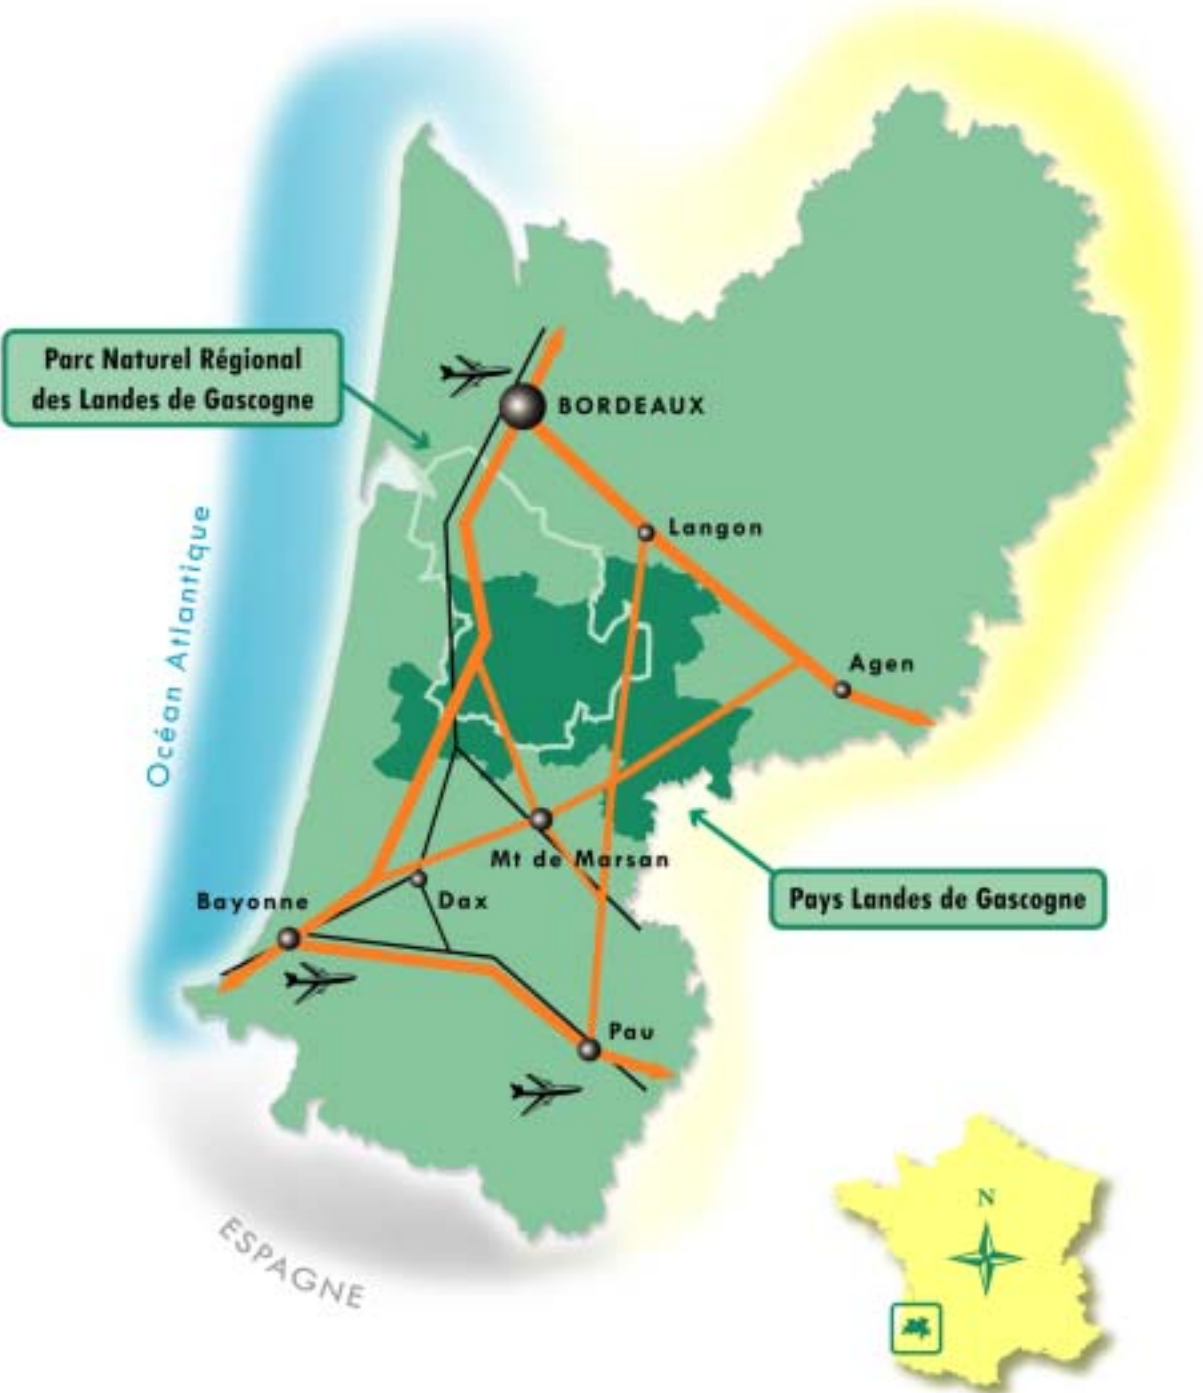 Parc Naturel Régional
des Landes de Gascogne
BORDEAUX
Langon
Océan Atlantique
Agen
Mt de Marsan
Pays Landes de Gascogne
Bayonne
Dax
Pau
N
ESPAGNE